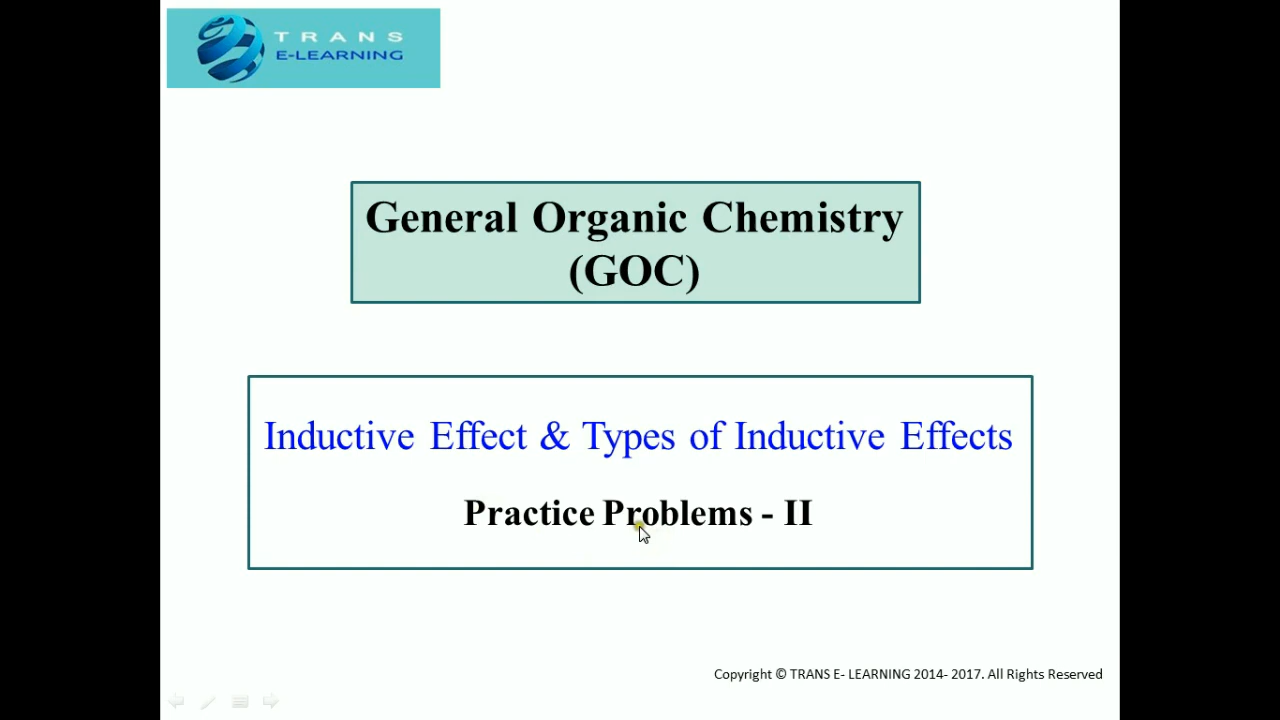 TRANS
E-LEARNING
General Organic Chemistry
(GOC)
Inductive Effect & Types of Inductive Effects
Practice Problems - II
Copyright © TRANS E- LEARNING 2014- 2017. All Rights Reserved